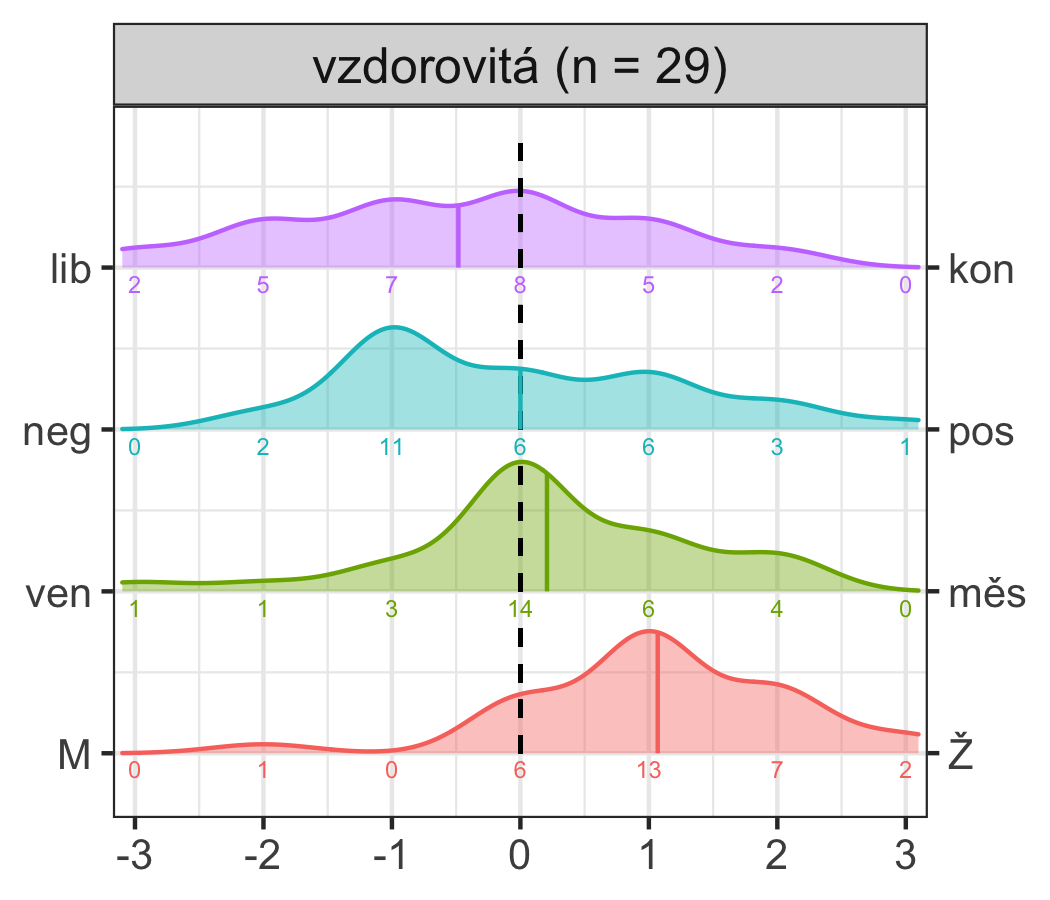 vzdorovitá (n = 29)
lib kon
2 5 7 8 5 2 0
neg pos
0 2 11 6 6 3 1
ven měs
1 1 3 14 6 4 0
M Ž
0 1 0 6 13 7 2
-3 -2 -1 0 1 2 3